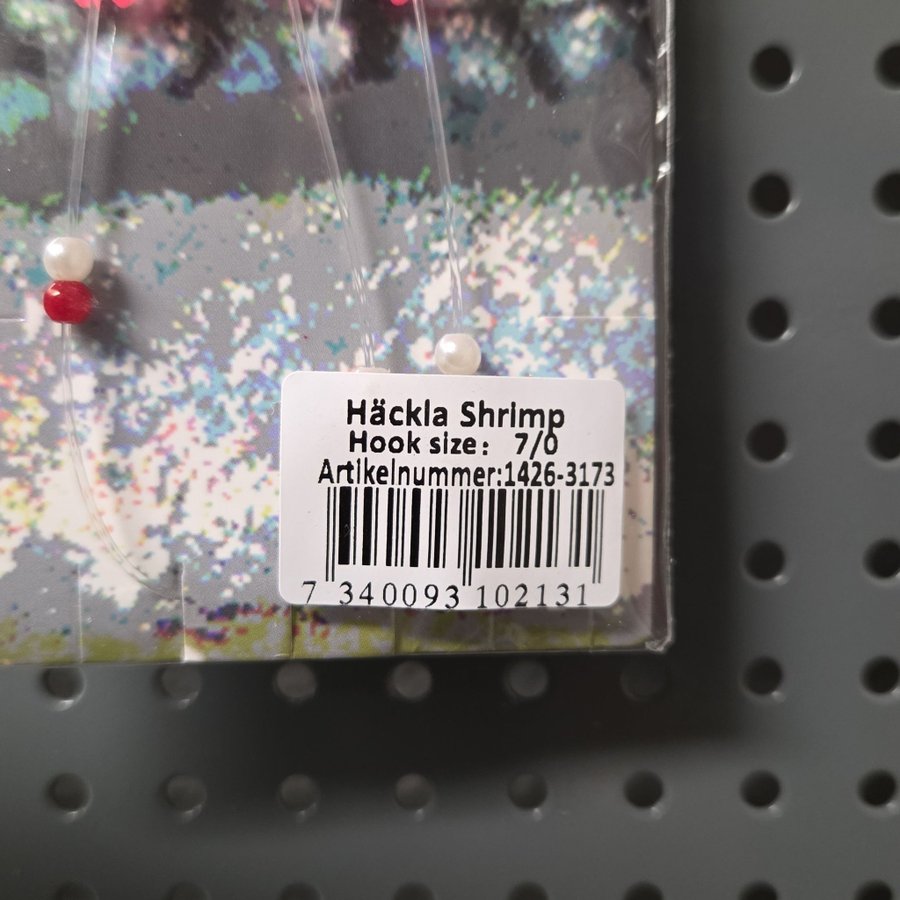 Häckla Shrimp
Hook size: 7/0
Artikelnummer:1426-3173
7 340093 102131